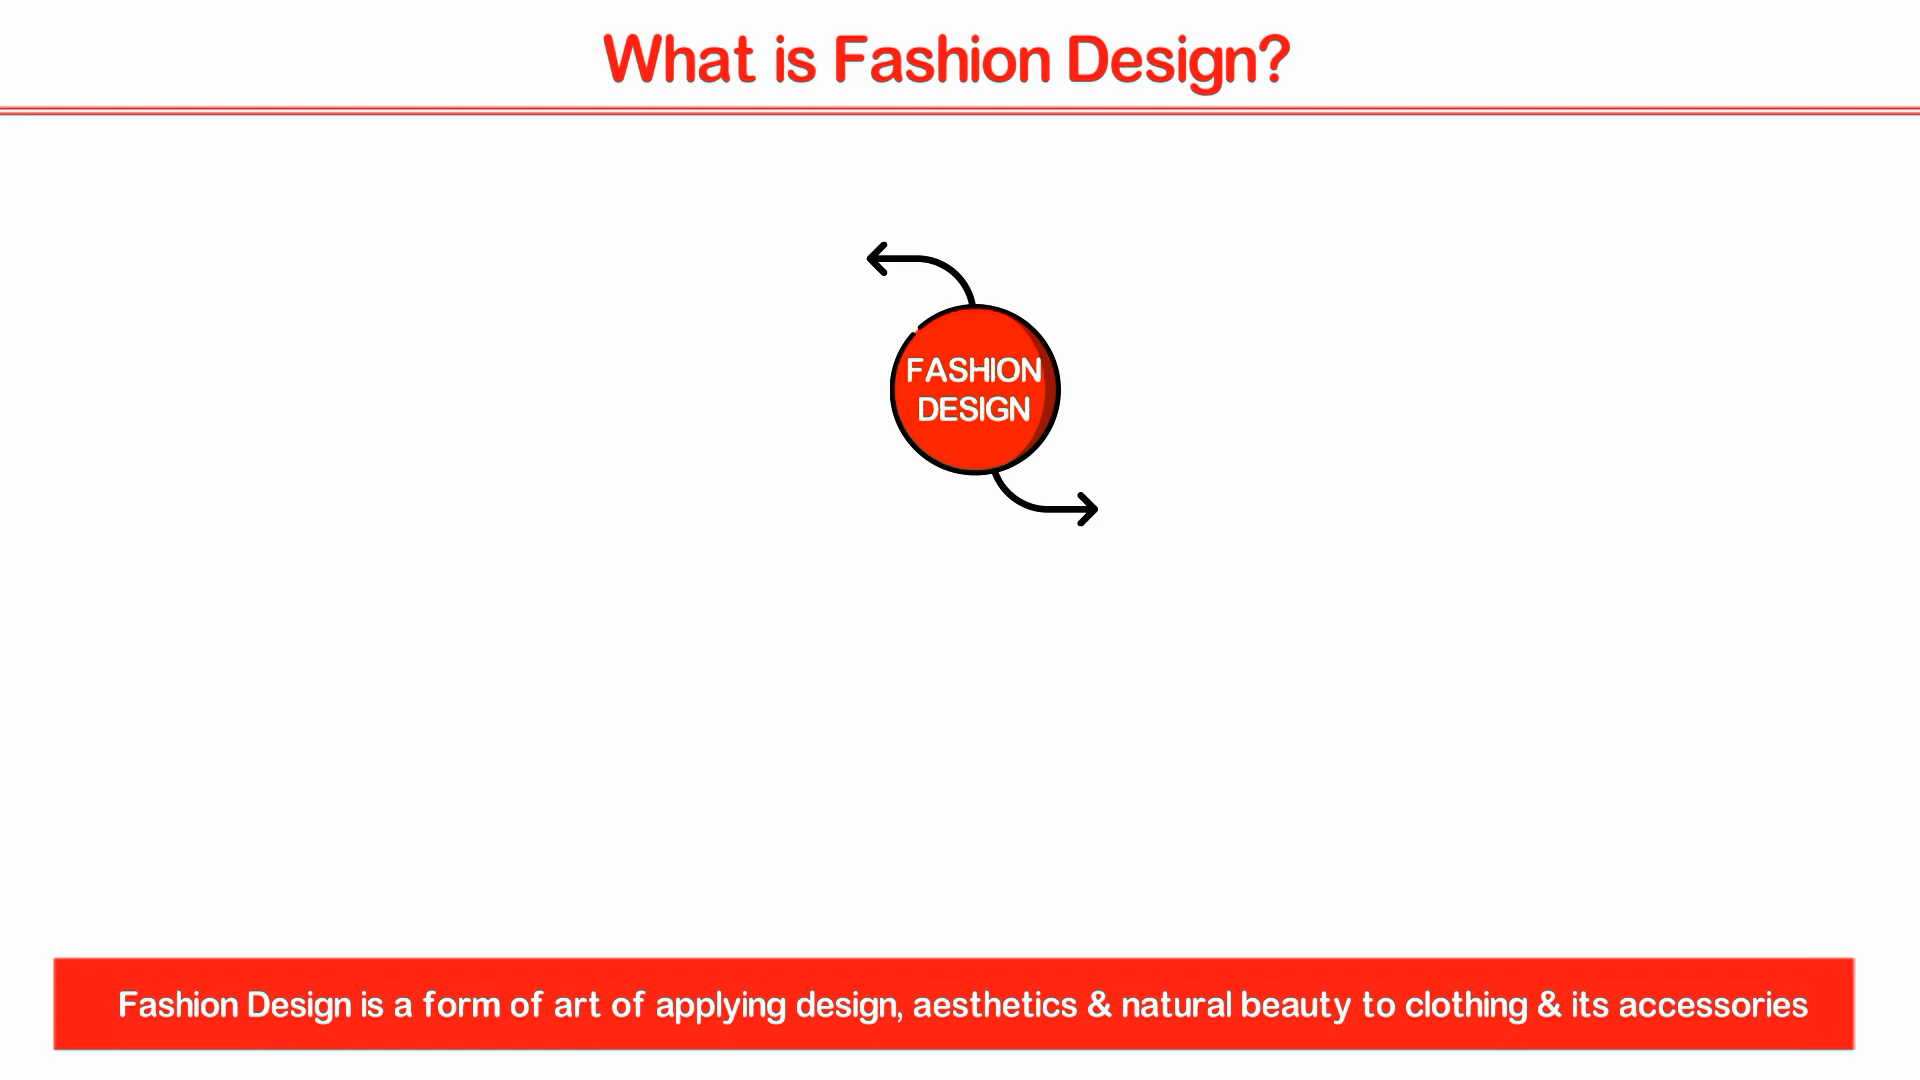 What is Fashion Design?
FASHION
DESIGN
Fashion Design is a form of art of applying design, aesthetics & natural beauty to clothing & its accessories